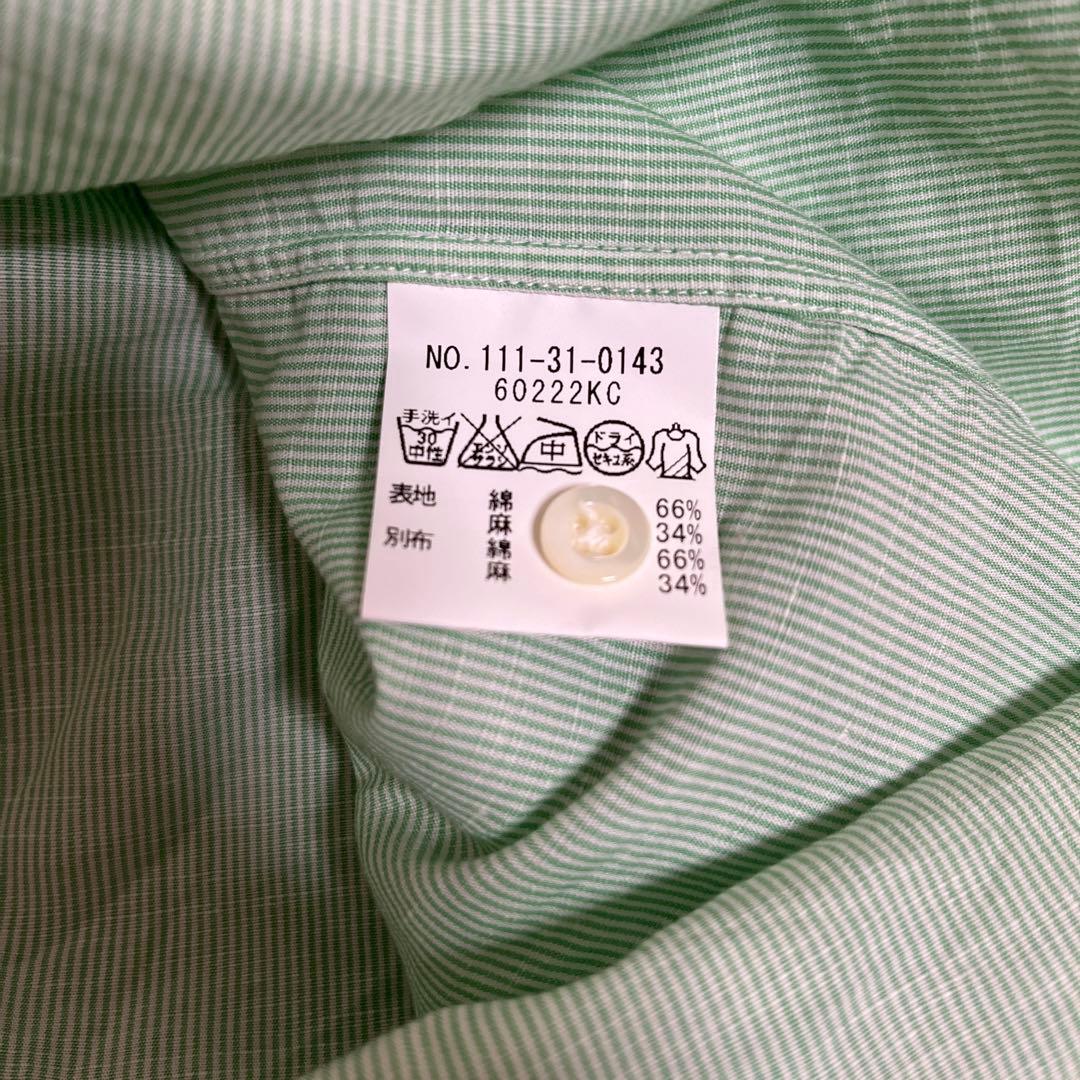 NO. 111-31-0143
60222KC
手洗イ
30
中性
エンソ
サラシ
中
ドライ
セキユ系
表地 綿 66%
麻 34%
別布 綿 66%
麻 34%